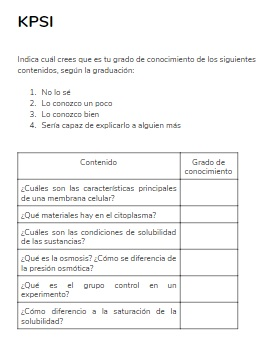 KPSI
Indica cuál crees que es tu grado de conocimiento de los siguientes
contenidos, según la graduación:
1. No lo sé
2. Lo conozco un poco
3. Lo conozco bien
4. Sería capaz de explicarlo a alguien más
Contenido
Grado de
conocimiento
¿Cuáles son las características principales
de una membrana celular?
¿Qué materiales hay en el citoplasma?
¿Cuáles son las condiciones de solubilidad
de las sustancias?
¿Qué es la osmosis? ¿Cómo se diferencia de
la presión osmótica?
¿Qué es el grupo control en un
experimento?
¿Cómo diferencio a la saturación de la
solubilidad?